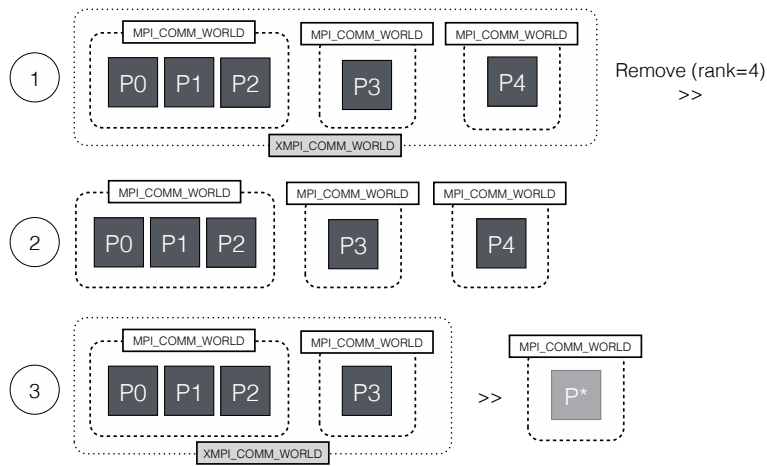 MPI_COMM_WORLD MPI_COMM_WORLD MPI_COMM_WORLD
1 P0 P1 P2 P3 P4 Remove (rank=4)
>>
XMPI_COMM_WORLD
MPI_COMM_WORLD MPI_COMM_WORLD MPI_COMM_WORLD
2 P0 P1 P2 P3 P4
MPI_COMM_WORLD MPI_COMM_WORLD MPI_COMM_WORLD
3 P0 P1 P2 P3 >> P*
XMPI_COMM_WORLD